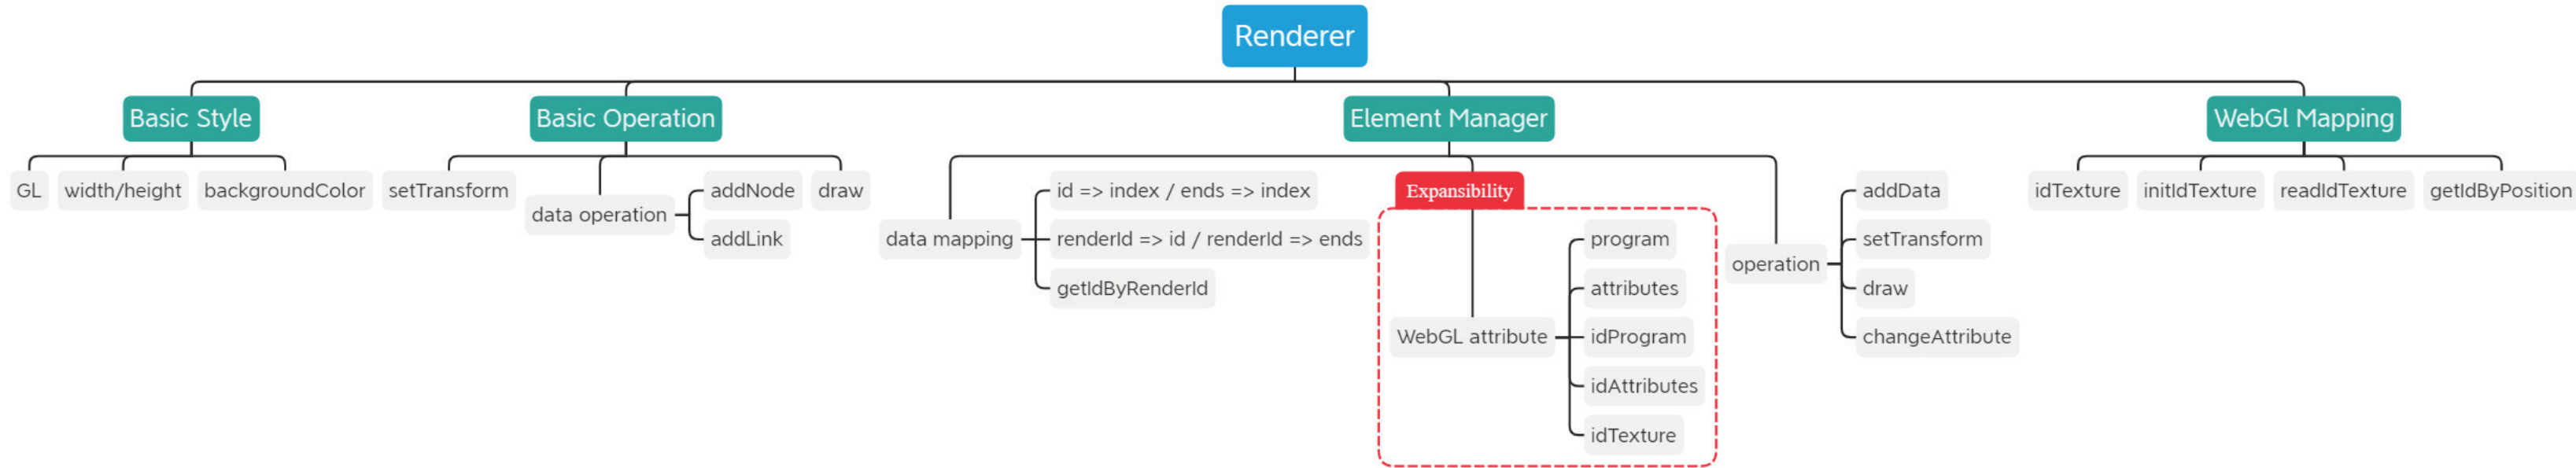 Renderer
Basic Style
Basic Operation
Element Manager
WebGl Mapping
GL
width/height
backgroundColor
setTransform
data operation
addNode
addLink
draw
data mapping
id => index / ends => index
renderId => id / renderId => ends
getIdByRenderId
Expansibility
WebGL attribute
program
attributes
idProgram
idAttributes
idTexture
operation
addData
setTransform
draw
changeAttribute
idTexture
initIdTexture
readIdTexture
getIdByPosition